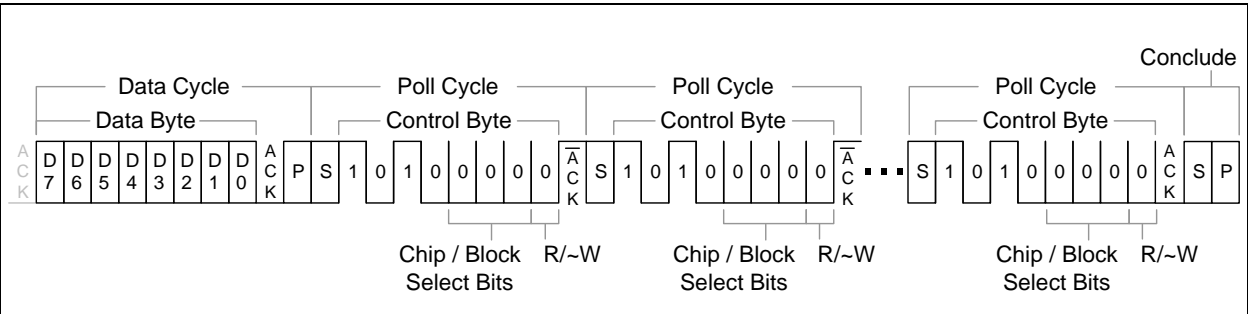 Conclude
Data Cycle Poll Cycle Poll Cycle Poll Cycle
Data Byte Control Byte Control Byte Control Byte
ACK D7 D6 D5 D4 D3 D2 D1 D0 ACK P S 1 0 1 0 0 0 0 0 A̅CK S 1 0 1 0 0 0 0 0 A̅CK S 1 0 1 0 0 0 0 0 ACK S P
Chip / Block R/~W Chip / Block R/~W Chip / Block R/~W
Select Bits Select Bits Select Bits